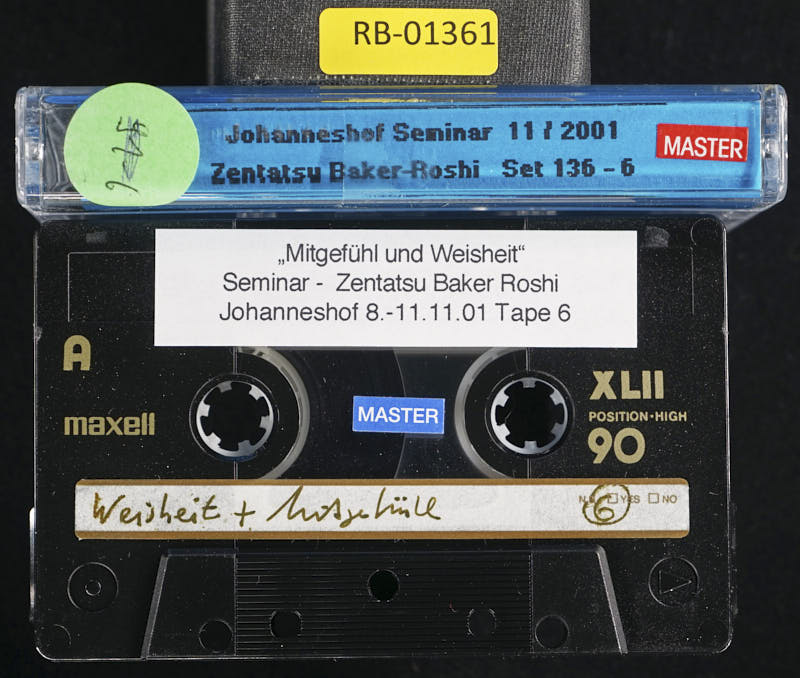 RB-01361
Johanneshof Seminar 11/2001
Zentatsu Baker-Roshi Set 136 - 6
MASTER
„Mitgefühl und Weisheit“
Seminar - Zentatsu Baker Roshi
Johanneshof 8.-11.11.01 Tape 6
A
maxell
MASTER
XLII
POSITION·HIGH
90
Weisheit + Mitgefühl
N.R. YES NO
6